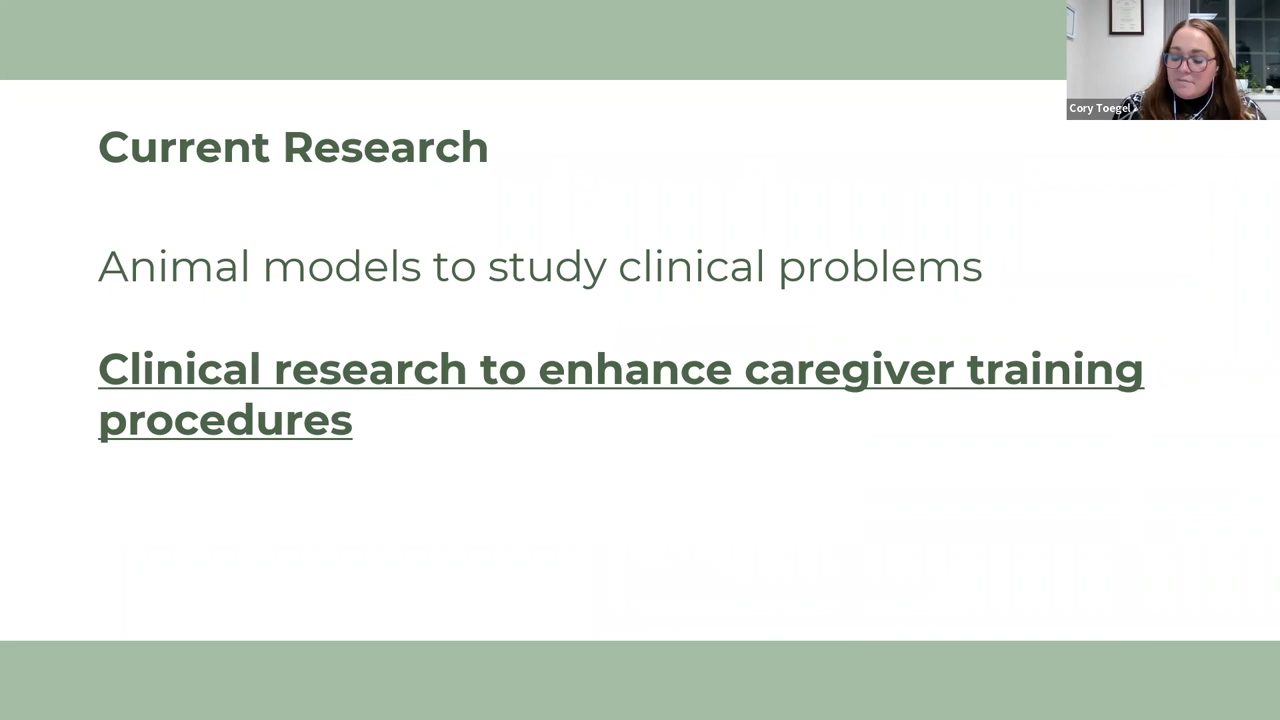 Cory Toegel
Current Research
Animal models to study clinical problems
Clinical research to enhance caregiver training
procedures